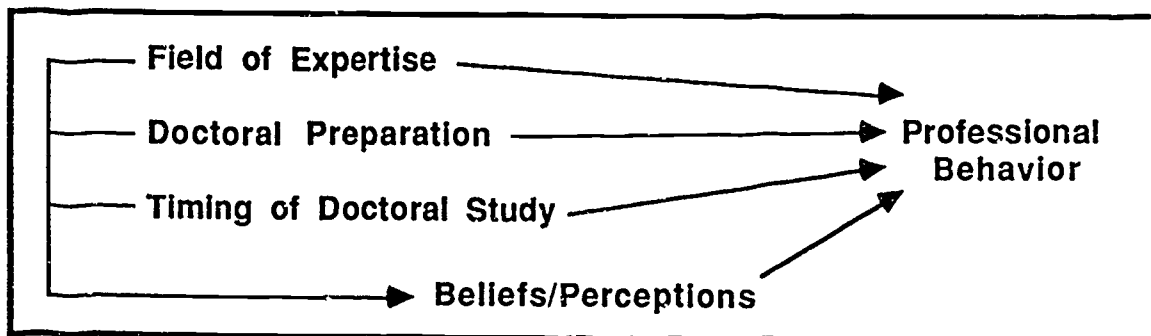 Field of Expertise
Doctoral Preparation
Professional
Behavior
Timing of Doctoral Study
Beliefs/Perceptions